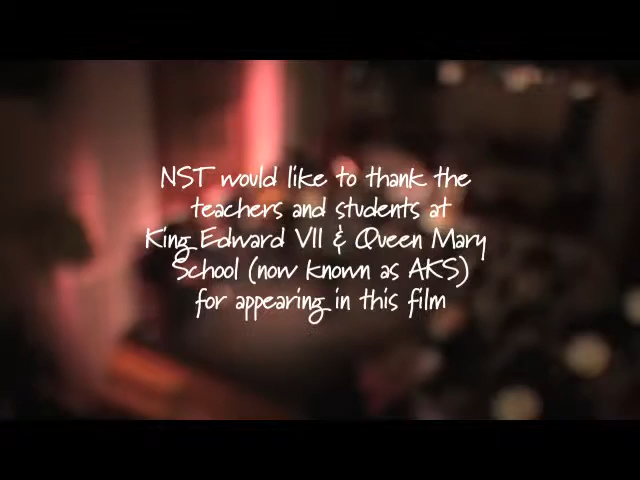 NST would like to thank the
teachers and students at
King Edward VII & Queen Mary
School (now known as AKS)
for appearing in this film